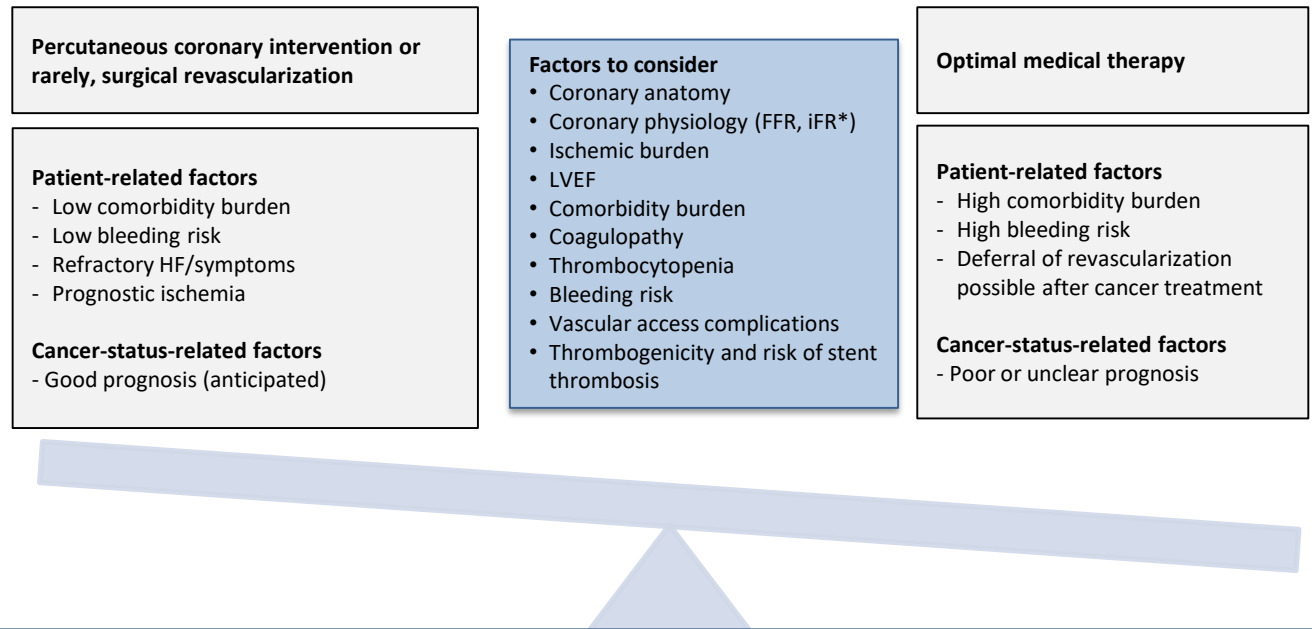 Percutaneous coronary intervention or
rarely, surgical revascularization
Patient-related factors
- Low comorbidity burden
- Low bleeding risk
- Refractory HF/symptoms
- Prognostic ischemia
Cancer-status-related factors
- Good prognosis (anticipated)
Factors to consider
• Coronary anatomy
• Coronary physiology (FFR, iFR*)
• Ischemic burden
• LVEF
• Comorbidity burden
• Coagulopathy
• Thrombocytopenia
• Bleeding risk
• Vascular access complications
• Thrombogenicity and risk of stent
thrombosis
Optimal medical therapy
Patient-related factors
- High comorbidity burden
- High bleeding risk
- Deferral of revascularization
possible after cancer treatment
Cancer-status-related factors
- Poor or unclear prognosis